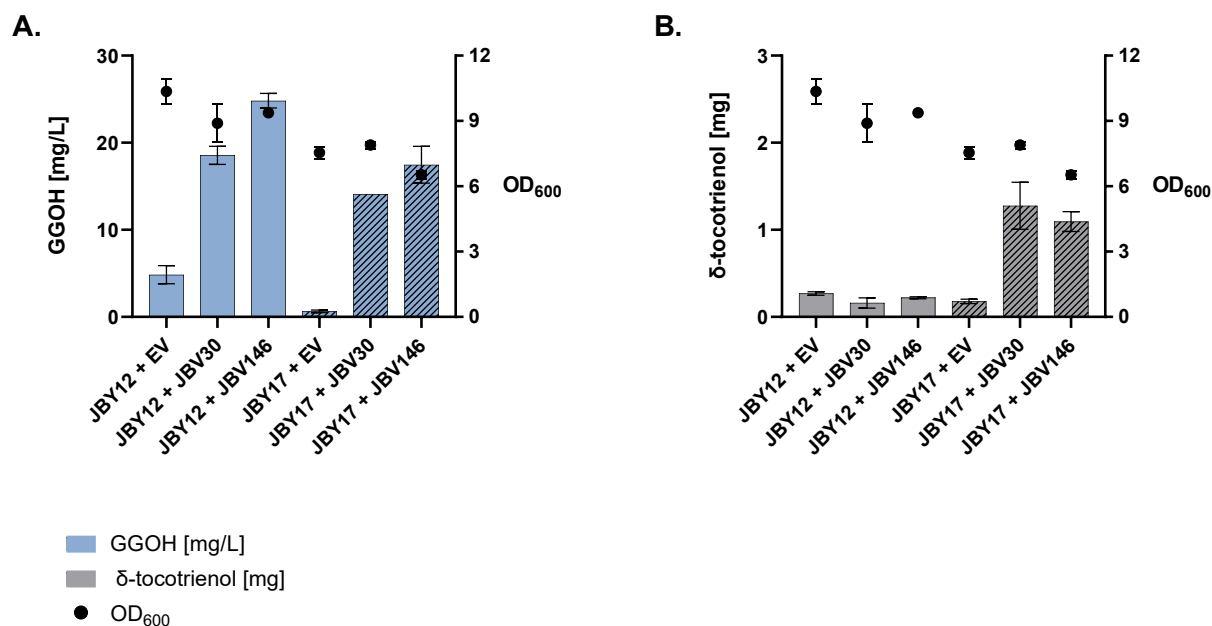 A.
GGOH [mg/L]
30
20
10
0
12
9
6
3
0
OD600
JBY12 + EV
JBY12 + JBV30
JBY12 + JBV146
JBY17 + EV
JBY17 + JBV30
JBY17 + JBV146
B.
δ-tocotrienol [mg]
3
2
1
0
12
9
6
3
0
OD600
JBY12 + EV
JBY12 + JBV30
JBY12 + JBV146
JBY17 + EV
JBY17 + JBV30
JBY17 + JBV146
GGOH [mg/L]
δ-tocotrienol [mg]
OD600